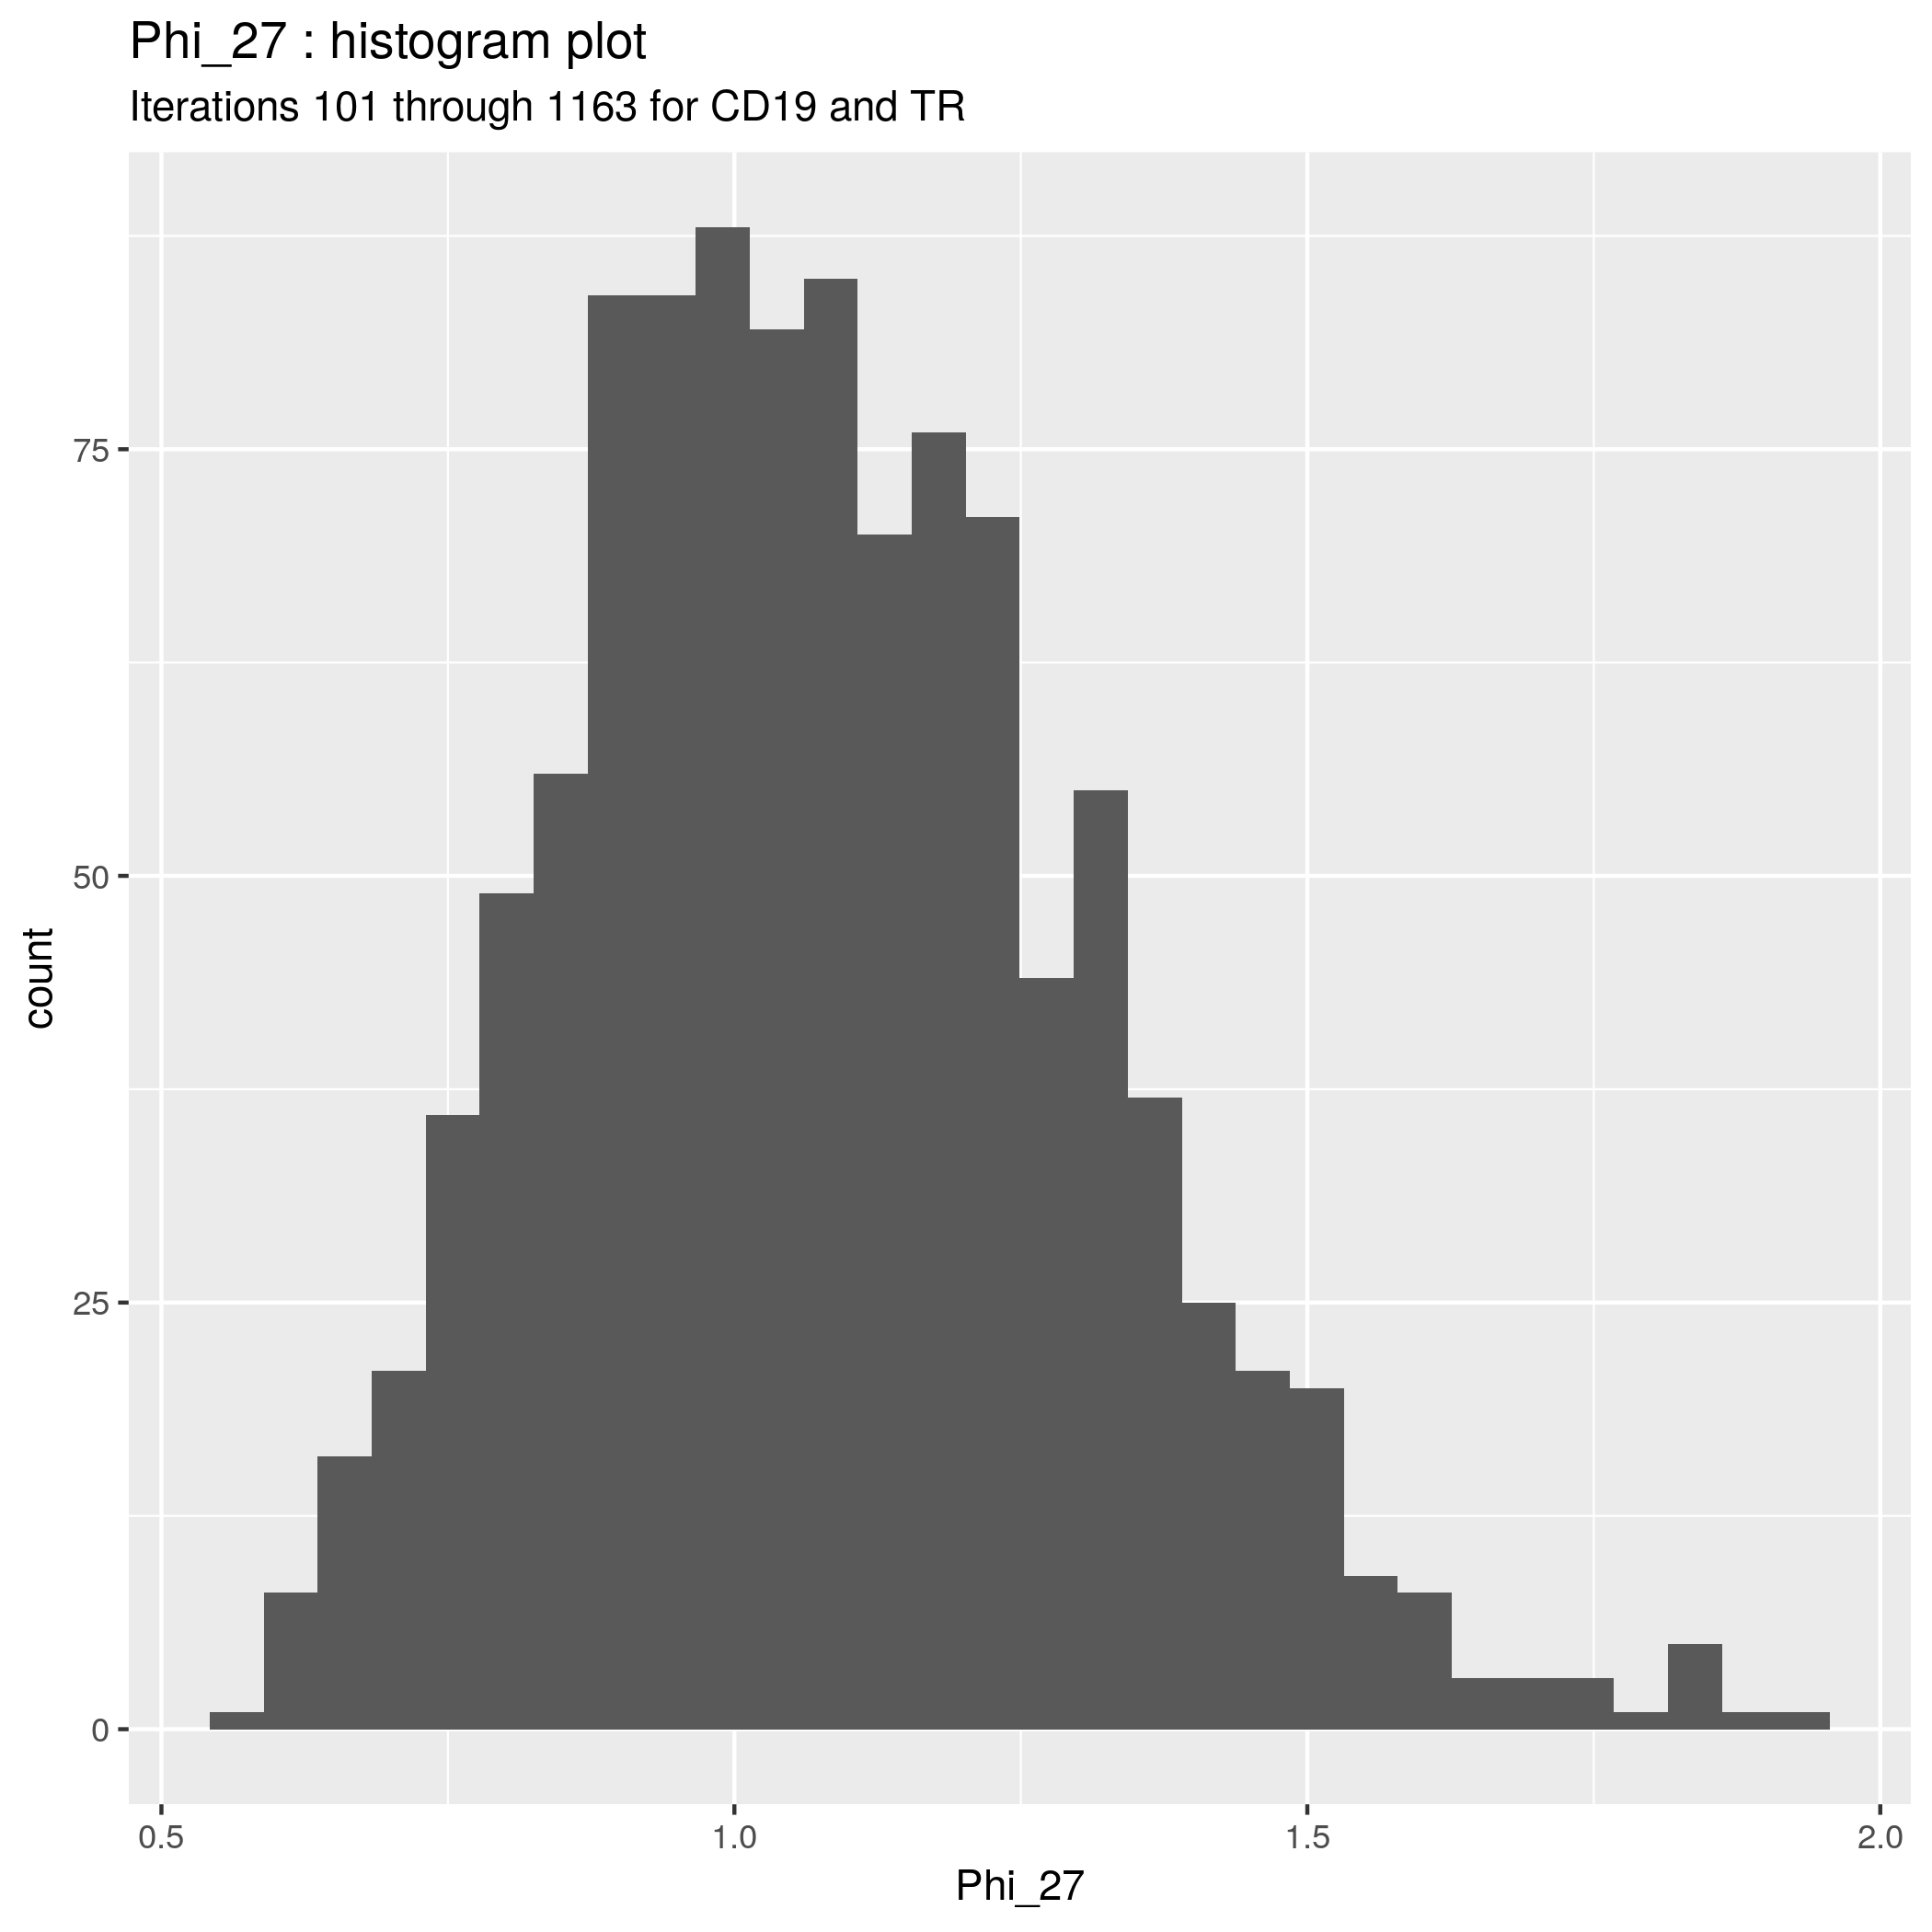 Phi_27 : histogram plot
Iterations 101 through 1163 for CD19 and TR
75
50
25
0
count
0.5 1.0 1.5 2.0
Phi_27